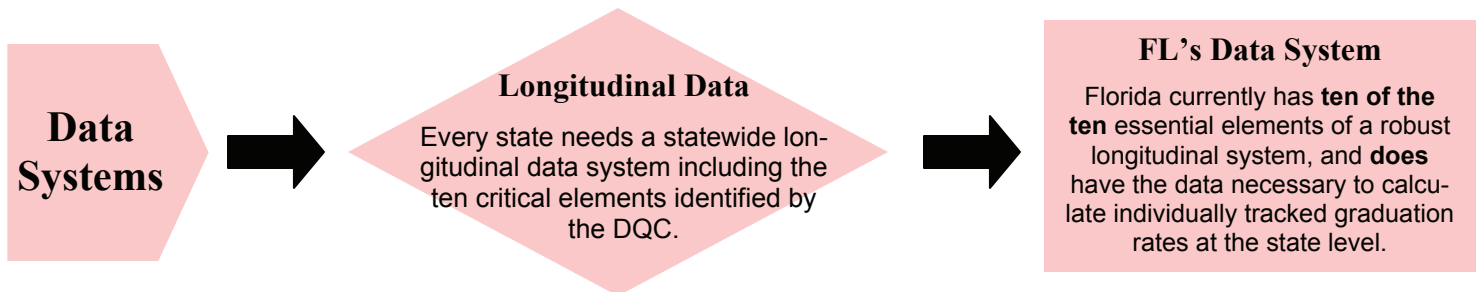 Data
Systems
Longitudinal Data
Every state needs a statewide lon-
gitudinal data system including the
ten critical elements identified by
the DQC.
FL’s Data System
Florida currently has ten of the
ten essential elements of a robust
longitudinal system, and does
have the data necessary to calcu-
late individually tracked graduation
rates at the state level.